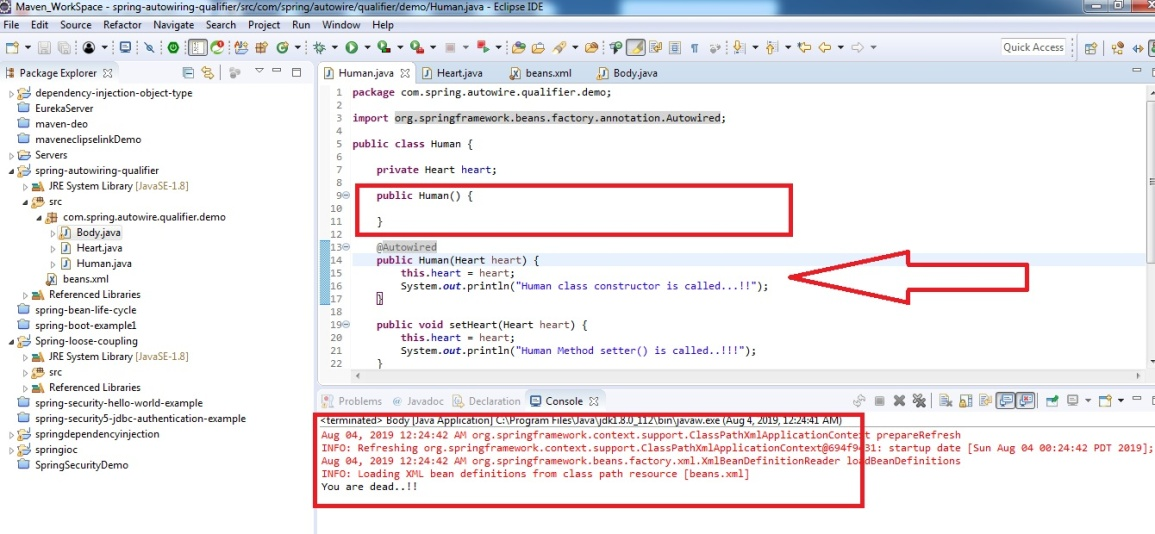 Maven_WorkSpace - spring-autowiring-qualifier/src/com/spring/autowire/qualifier/demo/Human.java - Eclipse IDE
File Edit Source Refactor Navigate Search Project Run Window Help
Quick Access
Package Explorer
dependency-injection-object-type
EurekaServer
maven-deo
maveneclipselinkDemo
Servers
spring-autowiring-qualifier
JRE System Library [JavaSE-1.8]
src
com.spring.autowire.qualifier.demo
Body.java
Heart.java
Human.java
beans.xml
Referenced Libraries
spring-bean-life-cycle
spring-boot-example1
Spring-loose-coupling
JRE System Library [JavaSE-1.8]
src
Referenced Libraries
spring-security-hello-world-example
spring-security5-jdbc-authentication-example
springdependencyinjection
springioc
SpringSecurityDemo
Human.java Heart.java beans.xml Body.java
1 package com.spring.autowire.qualifier.demo;
2
3 import org.springframework.beans.factory.annotation.Autowired;
4
5 public class Human {
6
7 private Heart heart;
8
9 public Human() {
10
11 }
12
13 @Autowired
14 public Human(Heart heart) {
15 this.heart = heart;
16 System.out.println("Human class constructor is called...!!");
17 }
18
19 public void setHeart(Heart heart) {
20 this.heart = heart;
21 System.out.println("Human Method setter() is called..!!!");
22 }
Problems Javadoc Declaration Console
<terminated> Body [Java Application] C:\Program Files\Java\jdk1.8.0_112\bin\javaw.exe (Aug 4, 2019, 12:24:41 AM)
Aug 04, 2019 12:24:42 AM org.springframework.context.support.ClassPathXmlApplicationContext prepareRefresh
INFO: Refreshing org.springframework.context.support.ClassPathXmlApplicationContext startup date [Sun Aug 04 00:24:42 PDT 2019];
Aug 04, 2019 12:24:42 AM org.springframework.beans.factory.xml.XmlBeanDefinitionReader loadBeanDefinitions
INFO: Loading XML bean definitions from class path resource [beans.xml]
You are dead..!!